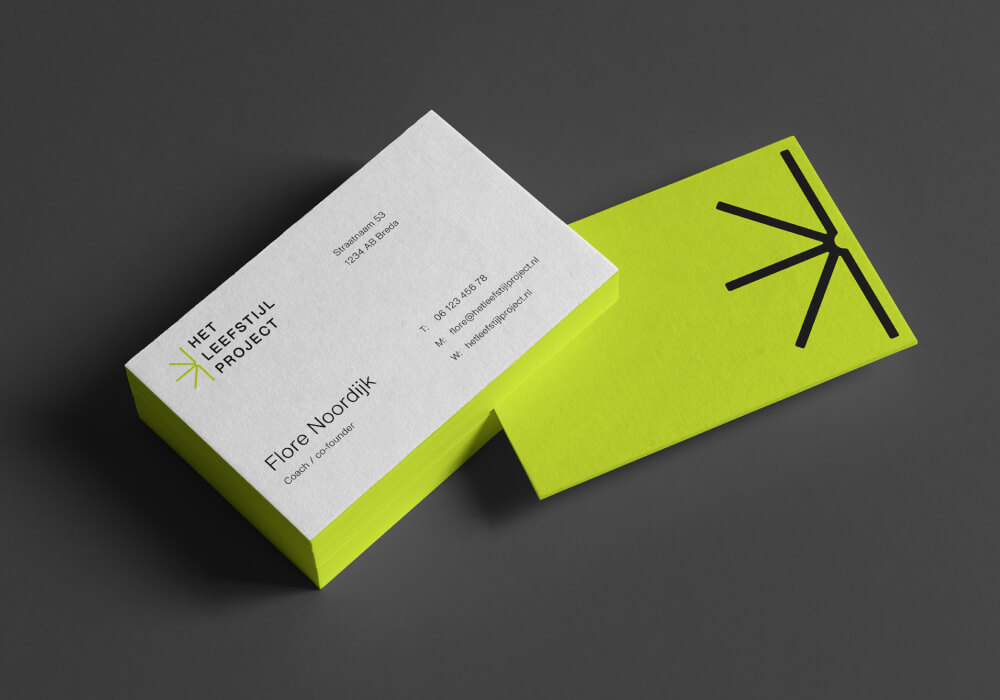 HET
LEEFSTIJL
PROJECT
Straatnaam 53
1234 AB Breda
Flore Noordijk
Coach / co-founder
T: 06 123 456 78
M: flore@hetleefstijlproject.nl
W: hetleefstijlproject.nl